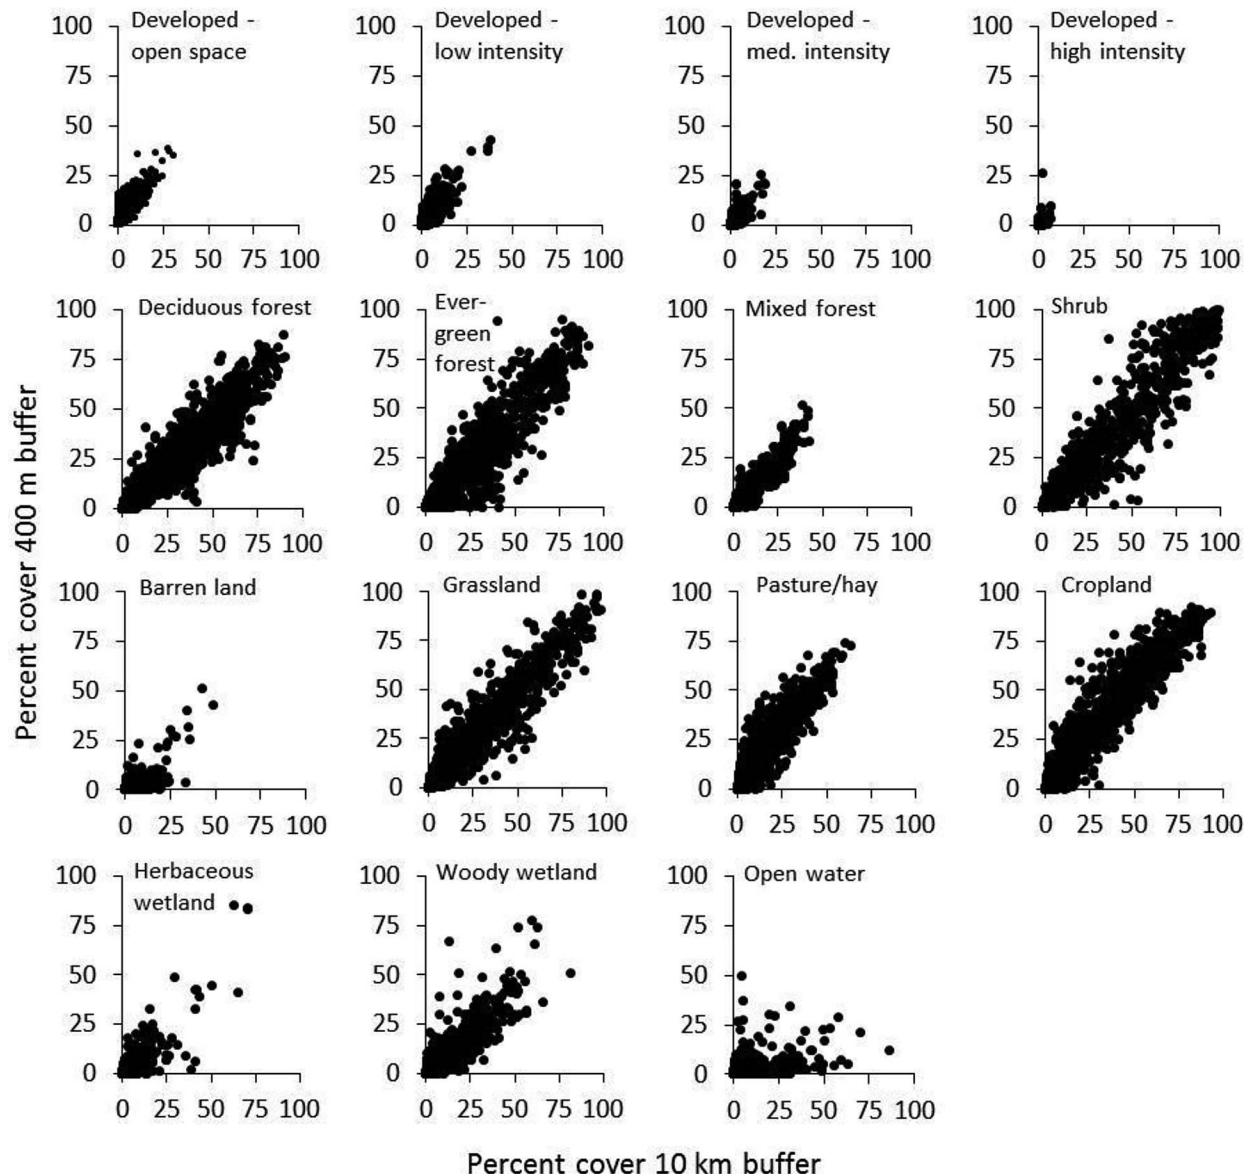 Developed -
open space
100
75
50
25
0
0 25 50 75 100
Developed -
low intensity
100
75
50
25
0
0 25 50 75 100
Developed -
med. intensity
100
75
50
25
0
0 25 50 75 100
Developed -
high intensity
100
75
50
25
0
0 25 50 75 100
Deciduous forest
100
75
50
25
0
0 25 50 75 100
Ever-
green
forest
100
75
50
25
0
0 25 50 75 100
Mixed forest
100
75
50
25
0
0 25 50 75 100
Shrub
100
75
50
25
0
0 25 50 75 100
Percent cover 400 m buffer
Barren land
100
75
50
25
0
0 25 50 75 100
Grassland
100
75
50
25
0
0 25 50 75 100
Pasture/hay
100
75
50
25
0
0 25 50 75 100
Cropland
100
75
50
25
0
0 25 50 75 100
Herbaceous
wetland
100
75
50
25
0
0 25 50 75 100
Woody wetland
100
75
50
25
0
0 25 50 75 100
Open water
100
75
50
25
0
0 25 50 75 100
Percent cover 10 km buffer